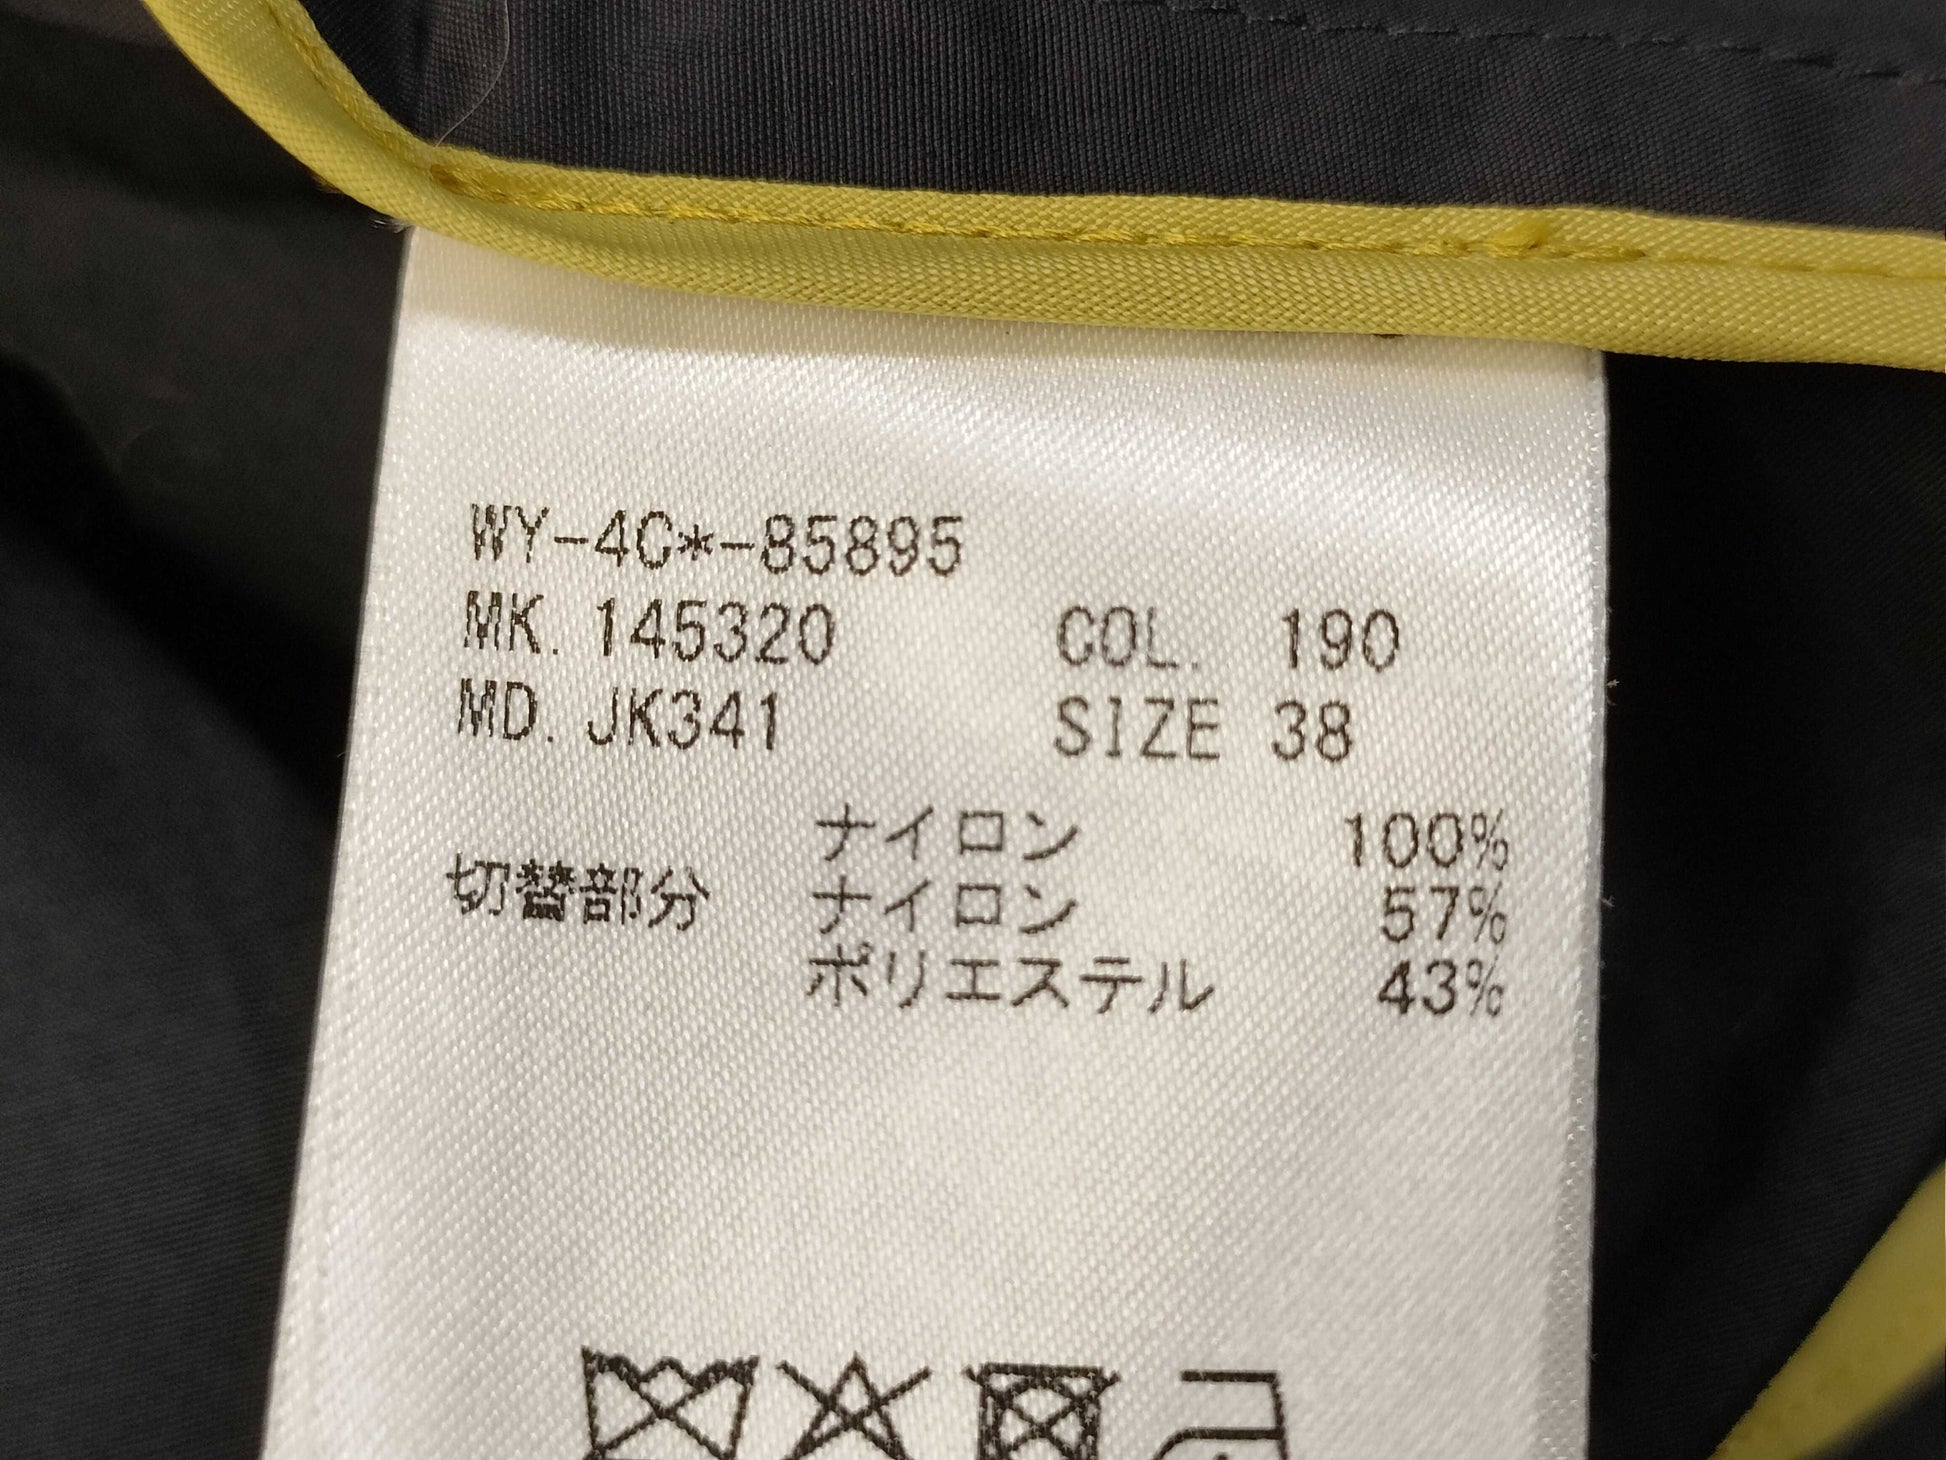 WY-4C*-85895
MK. 145320 COL. 190
MD. JK341 SIZE 38
ナイロン 100%
切替部分 ナイロン 57%
ポリエステル 43%